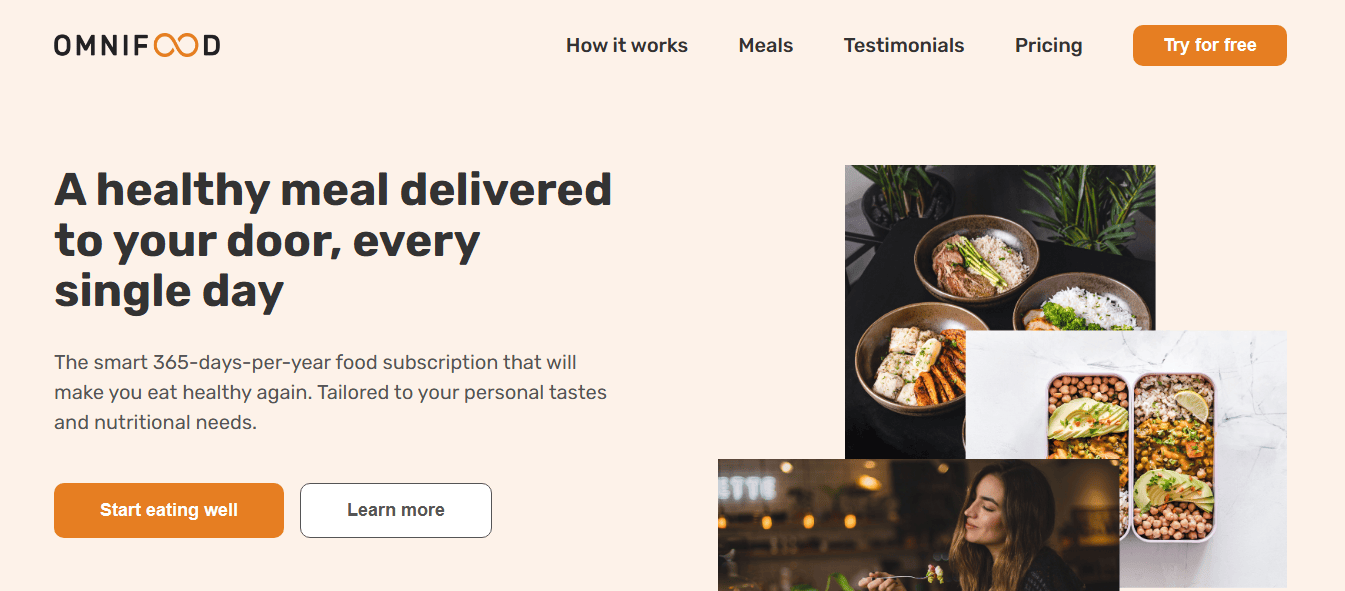 OMNIFOOD
How it works
Meals
Testimonials
Pricing
Try for free
A healthy meal delivered
to your door, every
single day
The smart 365-days-per-year food subscription that will
make you eat healthy again. Tailored to your personal tastes
and nutritional needs.
Start eating well
Learn more